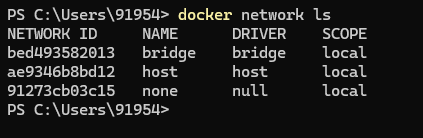 PS C:\Users\91954> docker network ls
NETWORK ID     NAME      DRIVER    SCOPE
bed493582013   bridge    bridge    local
ae9346b8bd12   host      host      local
91273cb03c15   none      null      local
PS C:\Users\91954>